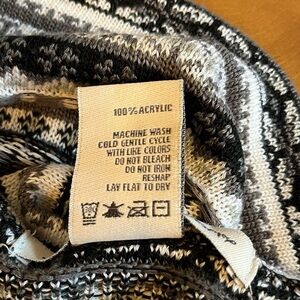 100% ACRYLIC
MACHINE WASH
COLD GENTLE CYCLE
WITH LIKE COLORS
DO NOT BLEACH
DO NOT IRON
RESHAP
LAY FLAT TO DRY